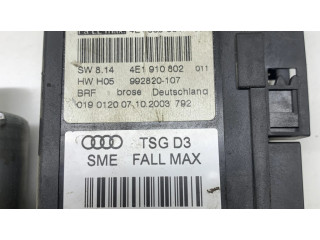 SW 8.14 4E1 910 802 011
HW H05 992820-107
BRF brose Deutschland
019 0120 07.10.2003 792
TSG D3
SME FALL MAX